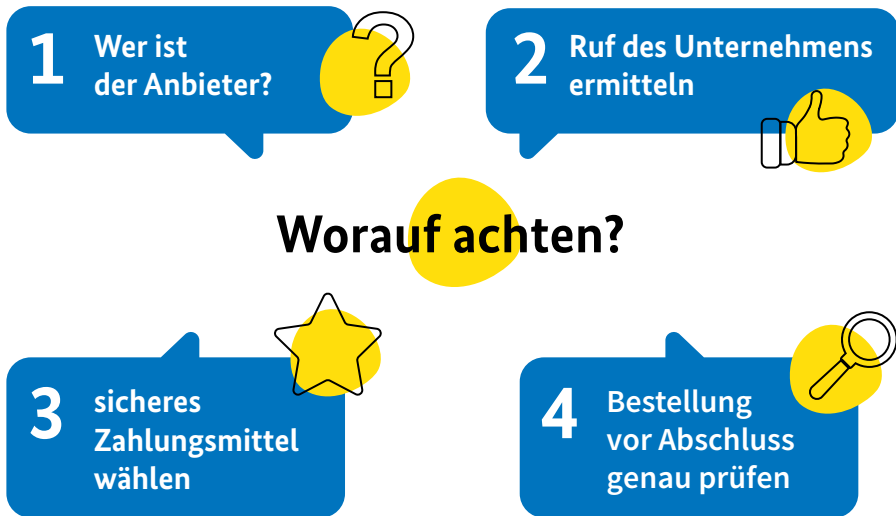 1 Wer ist
der Anbieter?
2 Ruf des Unternehmens
ermitteln
Worauf achten?
3 sicheres
Zahlungsmittel
wählen
4 Bestellung
vor Abschluss
genau prüfen